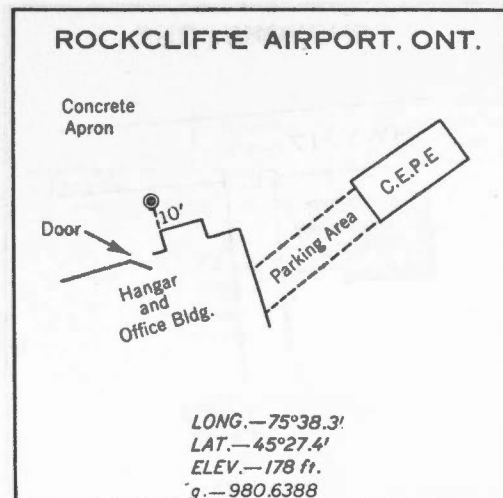 ROCKCLIFFE AIRPORT, ONT.
Concrete
Apron
C.E.P.E
10'
Parking Area
Door
Hangar
and
Office Bldg.
LONG.—75°38.3'
LAT.—45°27.4'
ELEV.—178 ft.
g.—980.6388